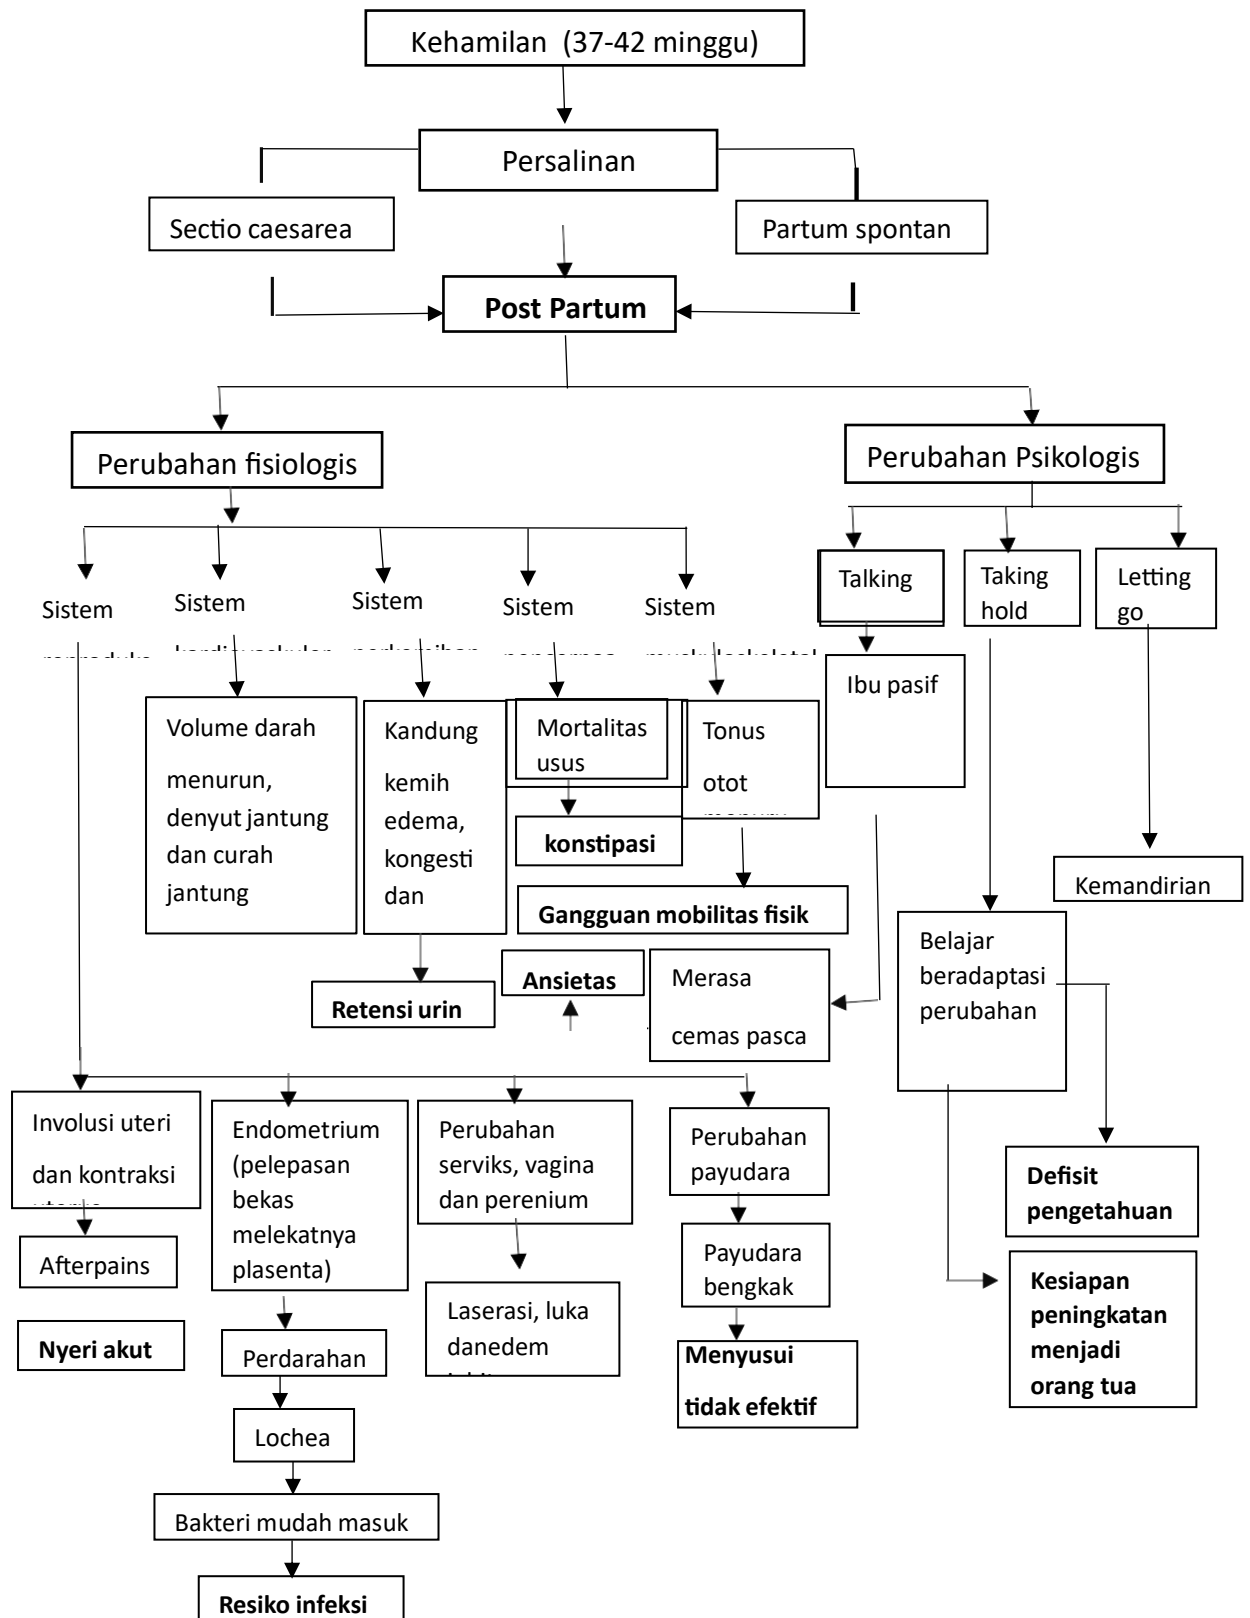 Kehamilan (37-42 minggu)
Persalinan
Sectio caesarea
Partum spontan
Post Partum
Perubahan fisiologis
Perubahan Psikologis
Sistem
Sistem
Sistem
Sistem
Sistem
Talking
Taking
hold
Letting
go
Volume darah
menurun,
denyut jantung
dan curah
jantung
Kandung
kemih
edema,
kongesti
dan
Mortalitas
usus
Tonus
otot
Ibu pasif
konstipasi
Gangguan mobilitas fisik
Kemandirian
Retensi urin
Ansietas
Merasa
cemas pasca
Belajar
beradaptasi
perubahan
Involusi uteri
dan kontraksi
Endometrium
(pelepasan
bekas
melekatnya
plasenta)
Perubahan
serviks, vagina
dan perenium
Perubahan
payudara
Defisit
pengetahuan
Afterpains
Payudara
bengkak
Kesiapan
peningkatan
menjadi
orang tua
Nyeri akut
Perdarahan
Laserasi, luka
danedem
Menyusui
tidak efektif
Lochea
Bakteri mudah masuk
Resiko infeksi